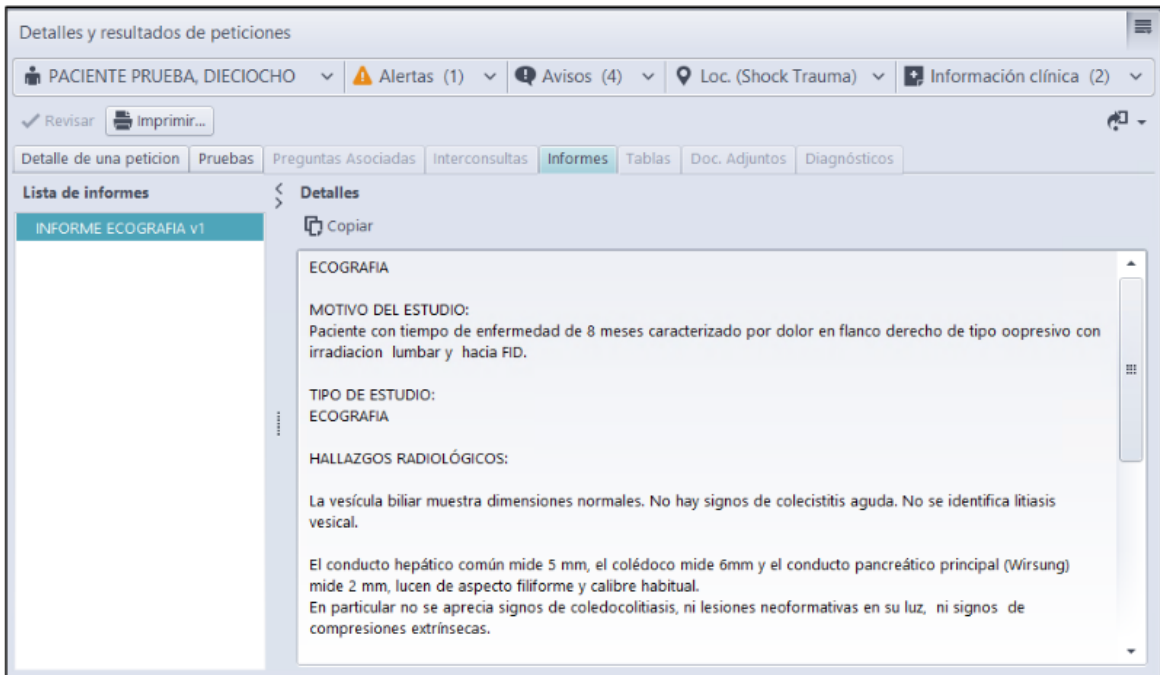 Detalles y resultados de peticiones
PACIENTE PRUEBA, DIECIOCHO Alertas (1) Avisos (4) Loc. (Shock Trauma) Información clínica (2)
Revisar Imprimir...
Detalle de una peticion Pruebas Preguntas Asociadas Interconsultas Informes Tablas Doc. Adjuntos Diagnósticos
Lista de informes
INFORME ECOGRAFIA v1
Detalles
Copiar
ECOGRAFIA
MOTIVO DEL ESTUDIO:
Paciente con tiempo de enfermedad de 8 meses caracterizado por dolor en flanco derecho de tipo oopresivo con
irradiacion lumbar y hacia FID.
TIPO DE ESTUDIO:
ECOGRAFIA
HALLAZGOS RADIOLÓGICOS:
La vesícula biliar muestra dimensiones normales. No hay signos de colecistitis aguda. No se identifica litiasis
vesical.
El conducto hepático común mide 5 mm, el colédoco mide 6mm y el conducto pancreático principal (Wirsung)
mide 2 mm, lucen de aspecto filiforme y calibre habitual.
En particular no se aprecia signos de coledocolitiasis, ni lesiones neoformativas en su luz, ni signos de
compresiones extrínsecas.